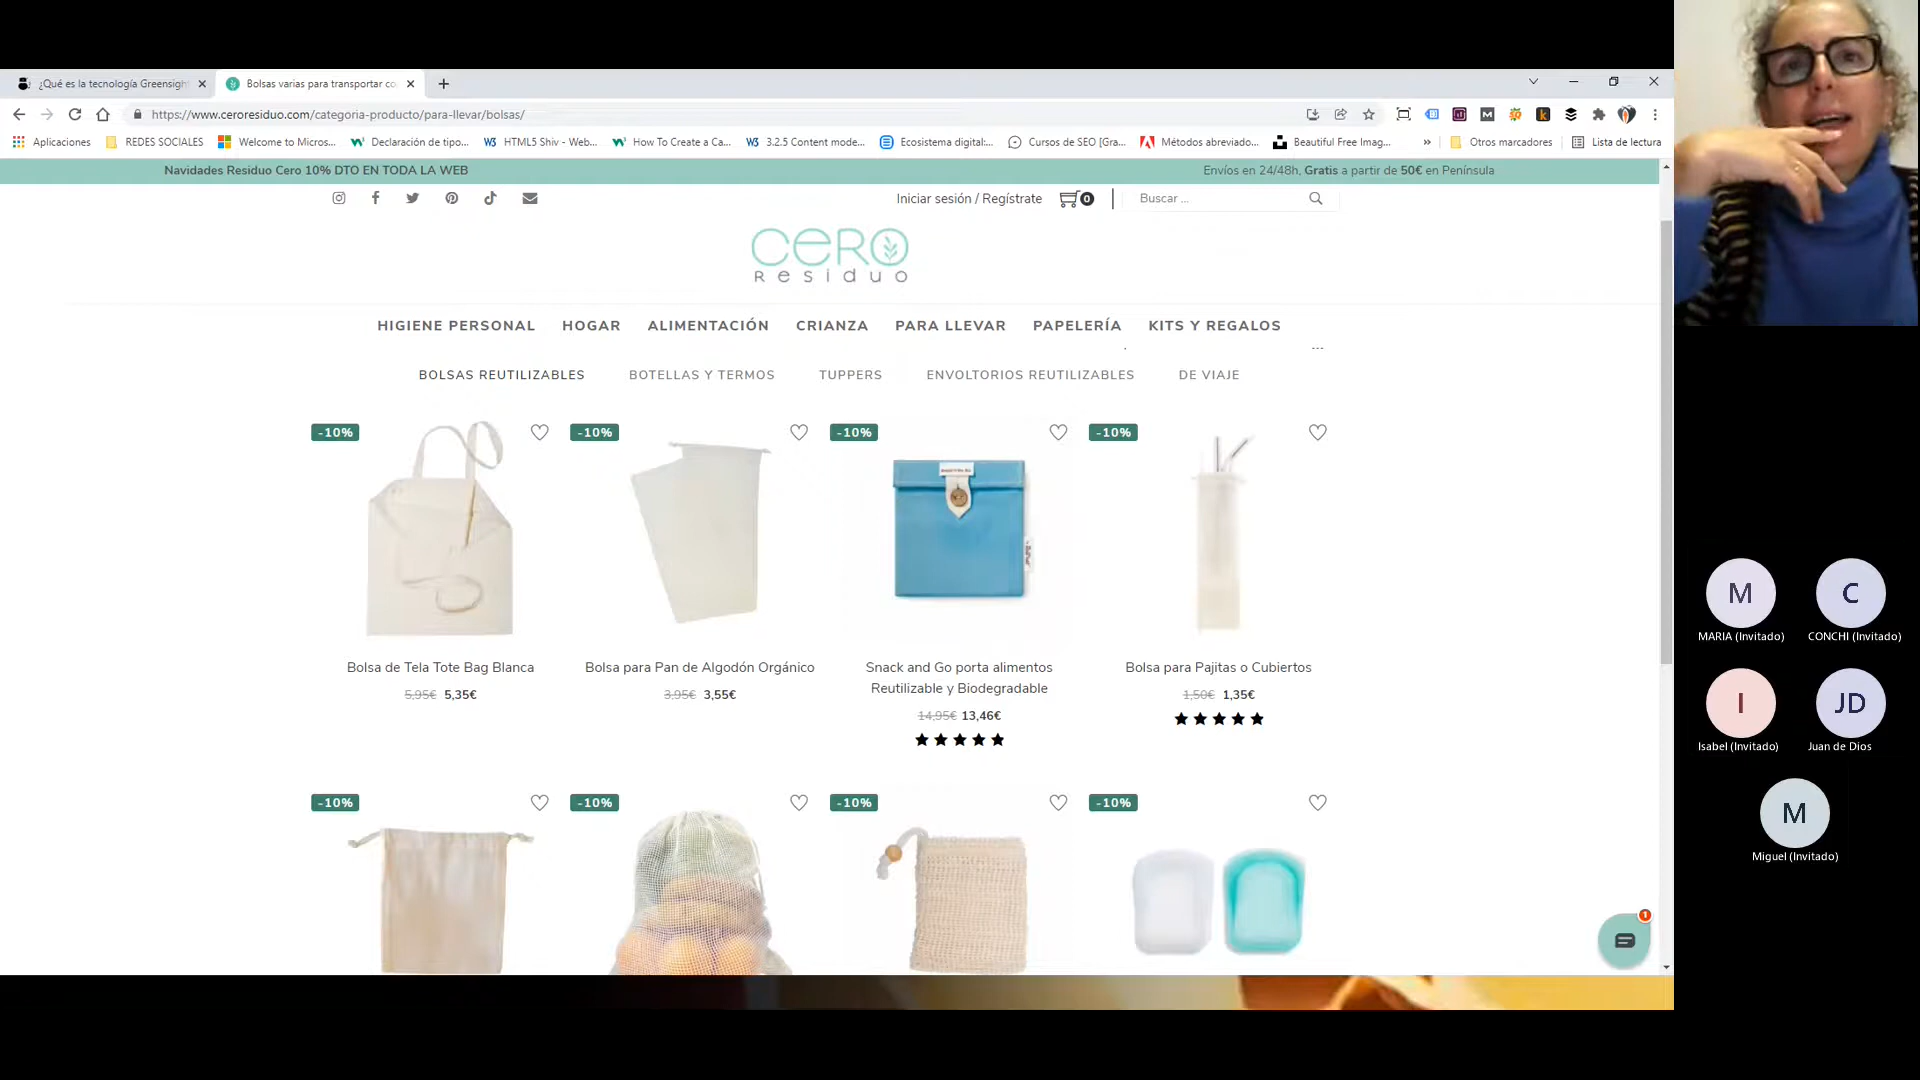 ¿Qué es la tecnología Greensigh
Bolsas varias para transportar co
https://www.ceroresiduo.com/categoria-producto/para-llevar/bolsas/
Aplicaciones REDES SOCIALES Welcome to Micros... Declaración de tipo... HTML5 Shiv - Web... How To Create a Ca... 3.2.5 Content mode... Ecosistema digital:... Cursos de SEO [Gra... Métodos abreviado... Beautiful Free Imag... » Otros marcadores Lista de lectura
Navidades Residuo Cero 10% DTO EN TODA LA WEB
Envíos en 24/48h, Gratis a partir de 50€ en Península
Iniciar sesión / Regístrate 0 Buscar ...
CERO
Residuo
HIGIENE PERSONAL HOGAR ALIMENTACIÓN CRIANZA PARA LLEVAR PAPELERÍA KITS Y REGALOS
BOLSAS REUTILIZABLES BOTELLAS Y TERMOS TUPPERS ENVOLTORIOS REUTILIZABLES DE VIAJE
-10% -10% -10% -10%
Bolsa de Tela Tote Bag Blanca
5,95€ 5,35€
Bolsa para Pan de Algodón Orgánico
3,95€ 3,55€
Snack and Go porta alimentos
Reutilizable y Biodegradable
14,95€ 13,46€
Bolsa para Pajitas o Cubiertos
1,50€ 1,35€
-10% -10% -10% -10%
1
M C
MARIA (Invitado) CONCHI (Invitado)
I JD
Isabel (Invitado) Juan de Dios
M
Miguel (Invitado)